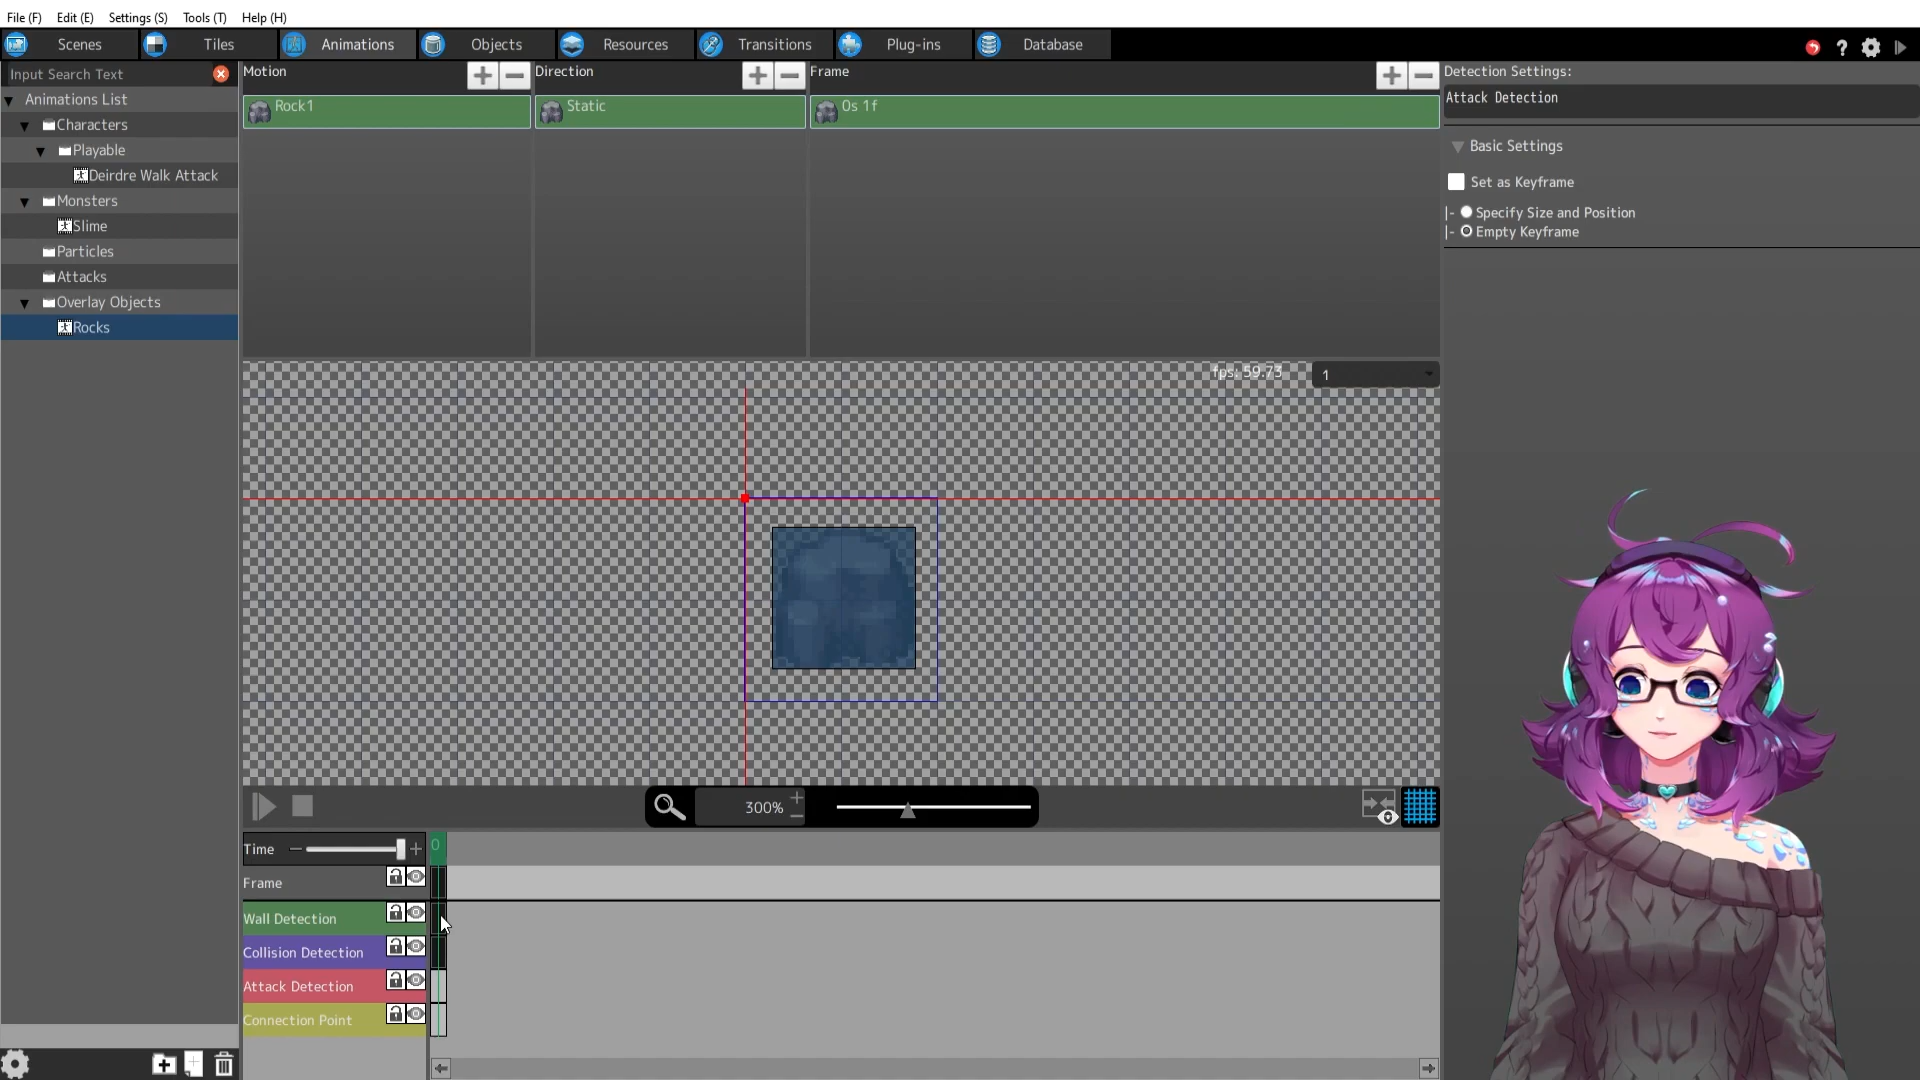 File (F) Edit (E) Settings (S) Tools (T) Help (H)
Scenes Tiles Animations Objects Resources Transitions Plug-ins Database
Input Search Text
Animations List
Characters
Playable
Deirdre Walk Attack
Monsters
Slime
Particles
Attacks
Overlay Objects
Rocks
Motion
Rock1
Direction
Static
Frame
0s 1f
fps: 59.73
1
300%
Time
0
Frame
Wall Detection
Collision Detection
Attack Detection
Connection Point
Detection Settings:
Attack Detection
Basic Settings
Set as Keyframe
|- Specify Size and Position
|- Empty Keyframe